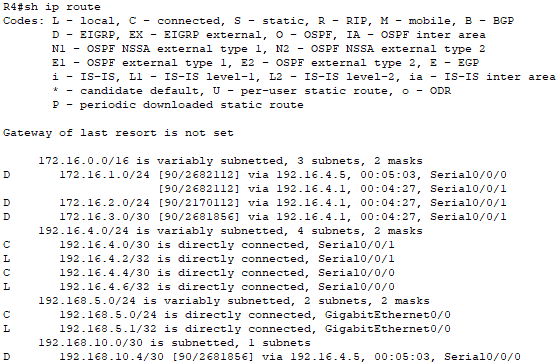 R4#sh ip route
Codes: L - local, C - connected, S - static, R - RIP, M - mobile, B - BGP
       D - EIGRP, EX - EIGRP external, O - OSPF, IA - OSPF inter area
       N1 - OSPF NSSA external type 1, N2 - OSPF NSSA external type 2
       E1 - OSPF external type 1, E2 - OSPF external type 2, E - EGP
       i - IS-IS, L1 - IS-IS level-1, L2 - IS-IS level-2, ia - IS-IS inter area
       * - candidate default, U - per-user static route, o - ODR
       P - periodic downloaded static route
Gateway of last resort is not set
     172.16.0.0/16 is variably subnetted, 3 subnets, 2 masks
D       172.16.1.0/24 [90/2682112] via 192.16.4.5, 00:05:03, Serial0/0/0
                      [90/2682112] via 192.16.4.1, 00:04:27, Serial0/0/1
D       172.16.2.0/24 [90/2170112] via 192.16.4.1, 00:04:27, Serial0/0/1
D       172.16.3.0/30 [90/2681856] via 192.16.4.1, 00:04:27, Serial0/0/1
     192.16.4.0/24 is variably subnetted, 4 subnets, 2 masks
C       192.16.4.0/30 is directly connected, Serial0/0/1
L       192.16.4.2/32 is directly connected, Serial0/0/1
C       192.16.4.4/30 is directly connected, Serial0/0/0
L       192.16.4.6/32 is directly connected, Serial0/0/0
     192.168.5.0/24 is variably subnetted, 2 subnets, 2 masks
C       192.168.5.0/24 is directly connected, GigabitEthernet0/0
L       192.168.5.1/32 is directly connected, GigabitEthernet0/0
     192.168.10.0/30 is subnetted, 1 subnets
D       192.168.10.4/30 [90/2681856] via 192.16.4.5, 00:05:03, Serial0/0/0